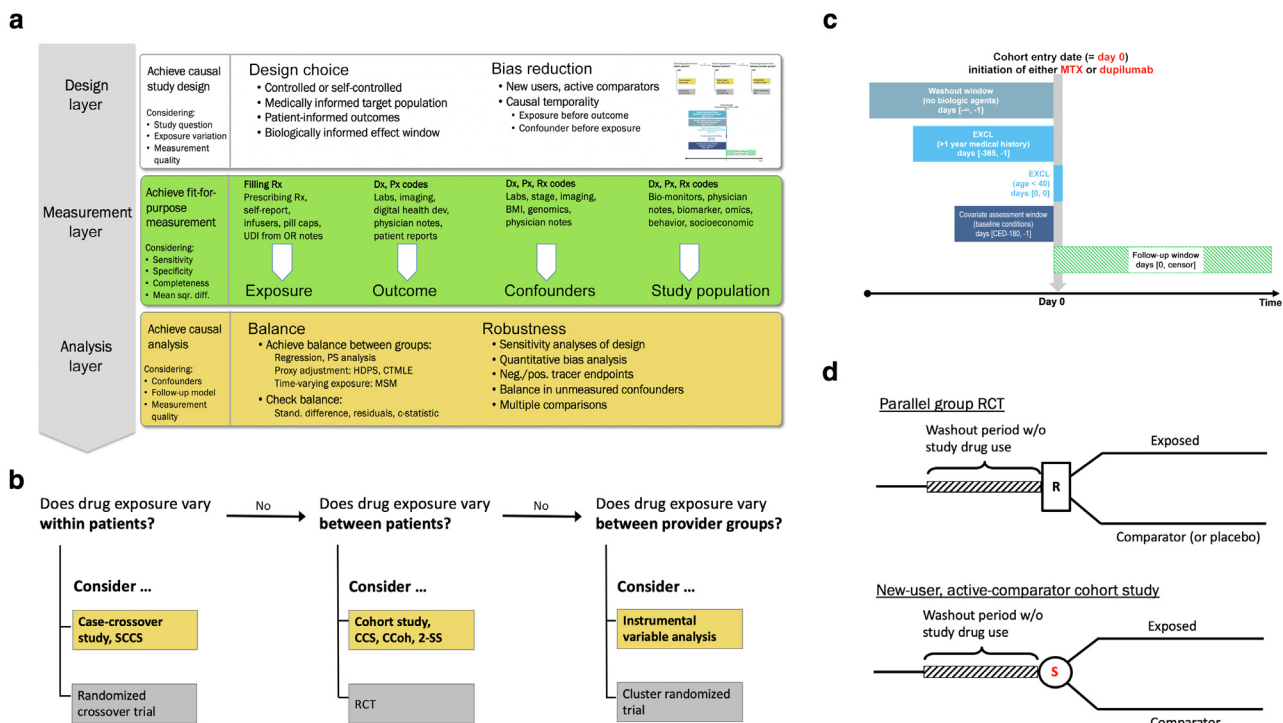 a
Design
layer
Achieve causal
study design
Considering:
• Study question
• Exposure variation
• Measurement
quality
Design choice
• Controlled or self-controlled
• Medically informed target population
• Patient-informed outcomes
• Biologically informed effect window
Bias reduction
• New users, active comparators
• Causal temporality
• Exposure before outcome
• Confounder before exposure
Measurement
layer
Achieve fit-for-
purpose
measurement
Considering:
• Sensitivity
• Specificity
• Completeness
• Mean sqr. diff.
Filling Rx
Prescribing Rx,
self-report,
infusers, pill caps,
UDI from OR notes
Exposure
Dx, Px codes
Labs, imaging,
digital health dev,
physician notes,
patient reports
Outcome
Dx, Px, Rx codes
Labs, stage, imaging,
BMI, genomics,
physician notes
Confounders
Dx, Px, Rx codes
Bio-monitors, physician
notes, biomarker, omics,
behavior, socioeconomic
Study population
Analysis
layer
Achieve causal
analysis
Considering:
• Confounders
• Follow-up model
• Measurement
quality
Balance
• Achieve balance between groups:
Regression, PS analysis
Proxy adjustment: HDPS, CTMLE
Time-varying exposure: MSM
• Check balance:
Stand. difference, residuals, c-statistic
Robustness
• Sensitivity analyses of design
• Quantitative bias analysis
• Neg./pos. tracer endpoints
• Balance in unmeasured confounders
• Multiple comparisons
b
Does drug exposure vary
within patients?
No
Does drug exposure vary
between patients?
No
Does drug exposure vary
between provider groups?
Consider ...
Case-crossover
study, SCCS
Randomized
crossover trial
Consider ...
Cohort study,
CCS, CCoh, 2-SS
RCT
Consider ...
Instrumental
variable analysis
Cluster randomized
trial
c
Cohort entry date (= day 0)
initiation of either MTX or dupilumab
Washout window
(no biologic agents)
days [-∞, -1]
EXCL
(>1 year medical history)
days [-365, -1]
EXCL
(age < 40)
days [0, 0]
Covariate assessment window
(baseline conditions)
days [CED-180, -1]
Follow-up window
days [0, censor]
Day 0
Time
d
Parallel group RCT
Washout period w/o
study drug use
R
Exposed
Comparator (or placebo)
New-user, active-comparator cohort study
Washout period w/o
study drug use
S
Exposed
Comparator